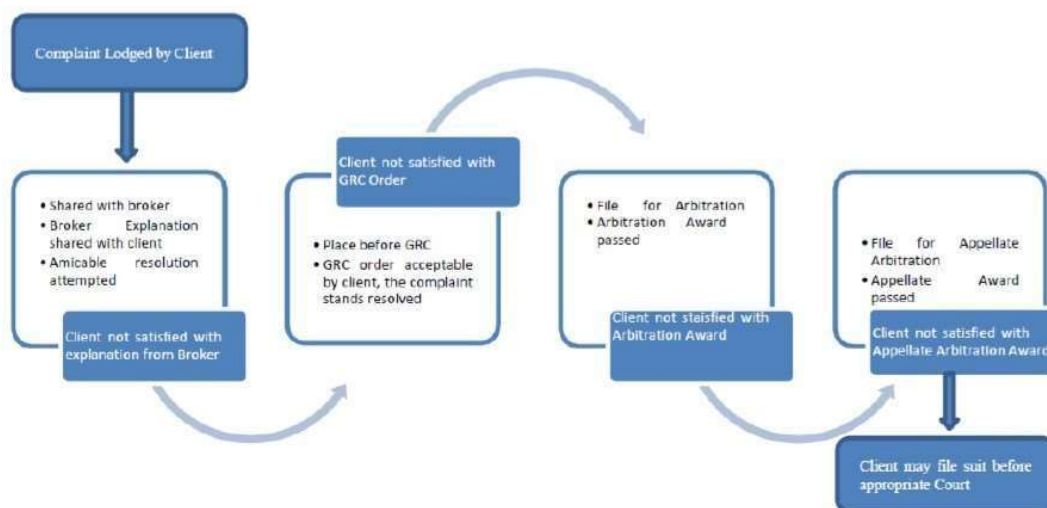 Complaint Lodged by Client
• Shared with broker
• Broker Explanation
shared with client
• Amicable resolution
attempted
Client not satisfied with
explanation from Broker
Client not satisfied with
GRC Order
• Place before GRC
• GRC order acceptable
by client, the complaint
stands resolved
• File for Arbitration
• Arbitration Award
passed
Client not staisfied with
Arbitration Award
• File for Appellate
Arbitration
• Appellate Award
passed
Client not satisfied with
Appellate Arbitration Award
Client may file suit before
appropriate Court